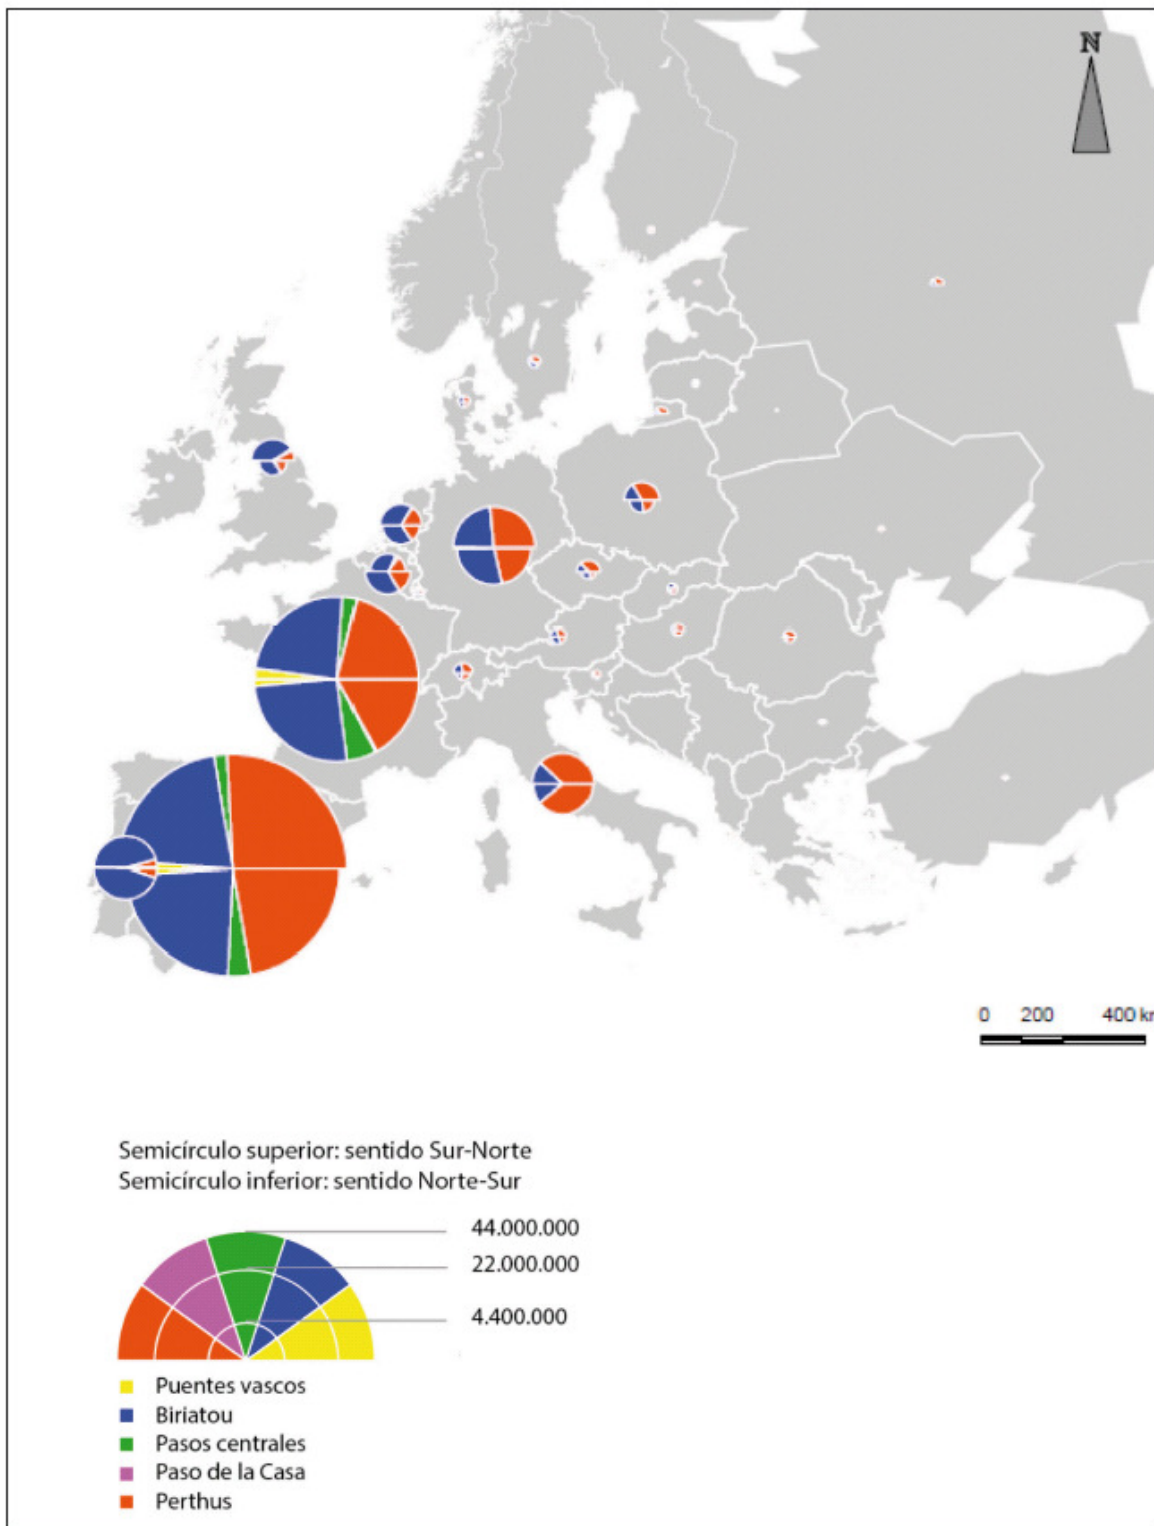 N
0 200 400 km
Semicírculo superior: sentido Sur-Norte
Semicírculo inferior: sentido Norte-Sur
44.000.000
22.000.000
4.400.000
Puentes vascos
Biriatou
Pasos centrales
Paso de la Casa
Perthus